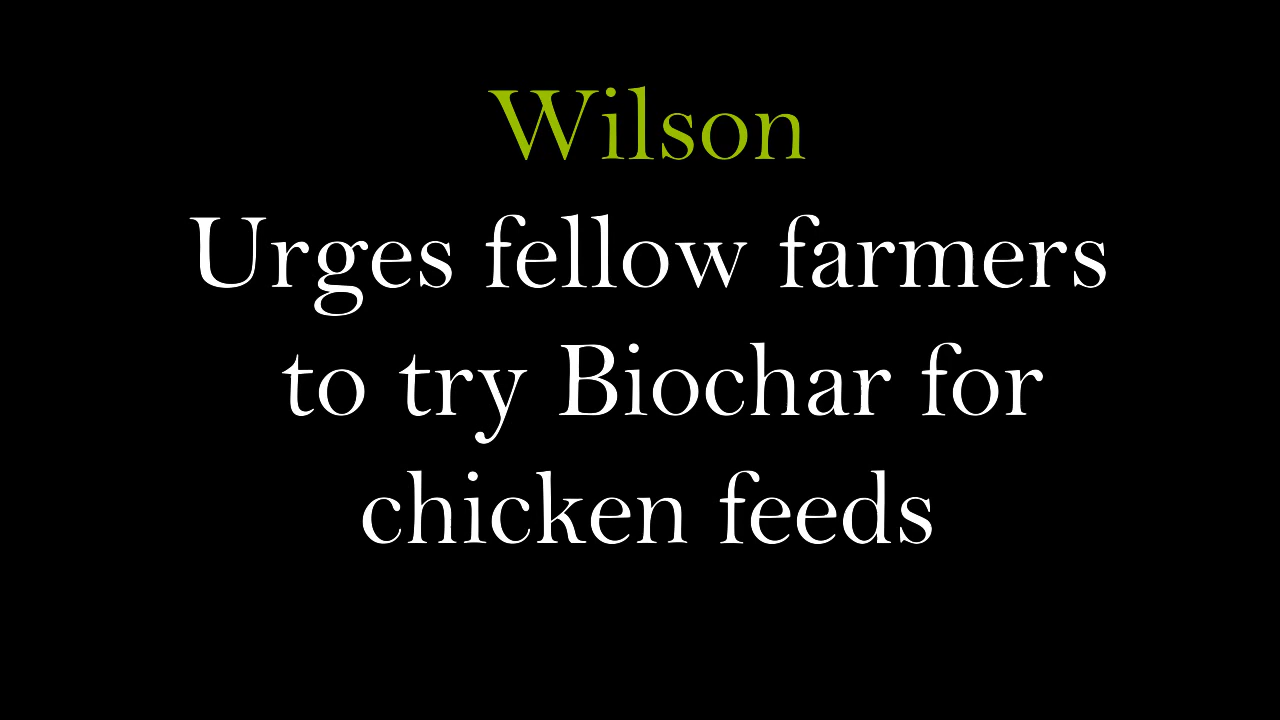 Wilson
Urges fellow farmers
to try Biochar for
chicken feeds